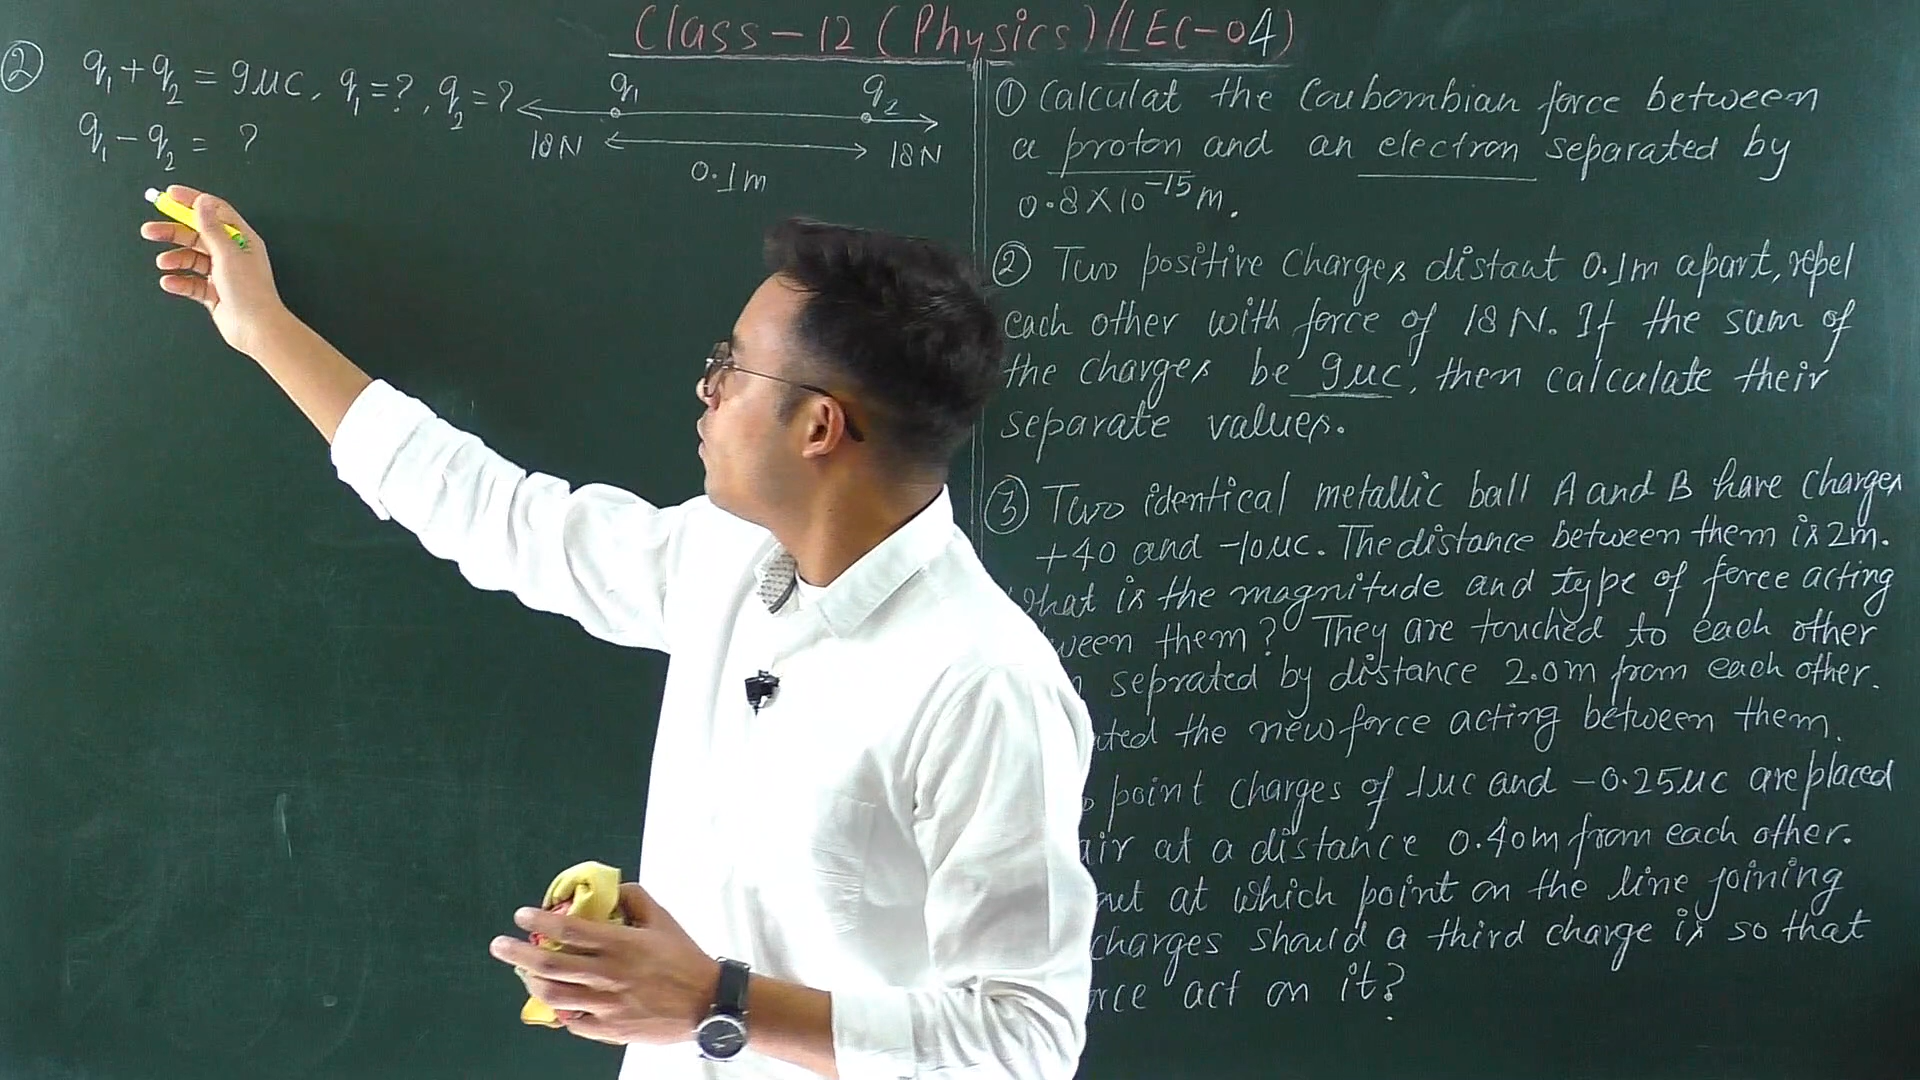 Class-12 (Physics)/LEC-04)
② q₁+q₂ = 9μc, q₁=?, q₂=?
q₁-q₂ = ?
q₁ q₂
18N 18N
0.1m
① Calculat the Coubombian force between
a proton and an electron separated by
0.8×10⁻¹⁵m.
② Two positive charges distant 0.1m apart, repel
each other with force of 18N. If the sum of
the charges be 9μc, then calculate their
separate values.
③ Two identical metallic ball A and B have charges
+40 and -10μc. The distance between them is 2m.
What is the magnitude and type of force acting
them? They are touched to each other
seprated by distance 2.0m from each other.
the new force acting between them.
point charges of 1μc and -0.25μc are placed
air at a distance 0.40m from each other.
at which point on the line joining
charges should a third charge is so that
act on it?